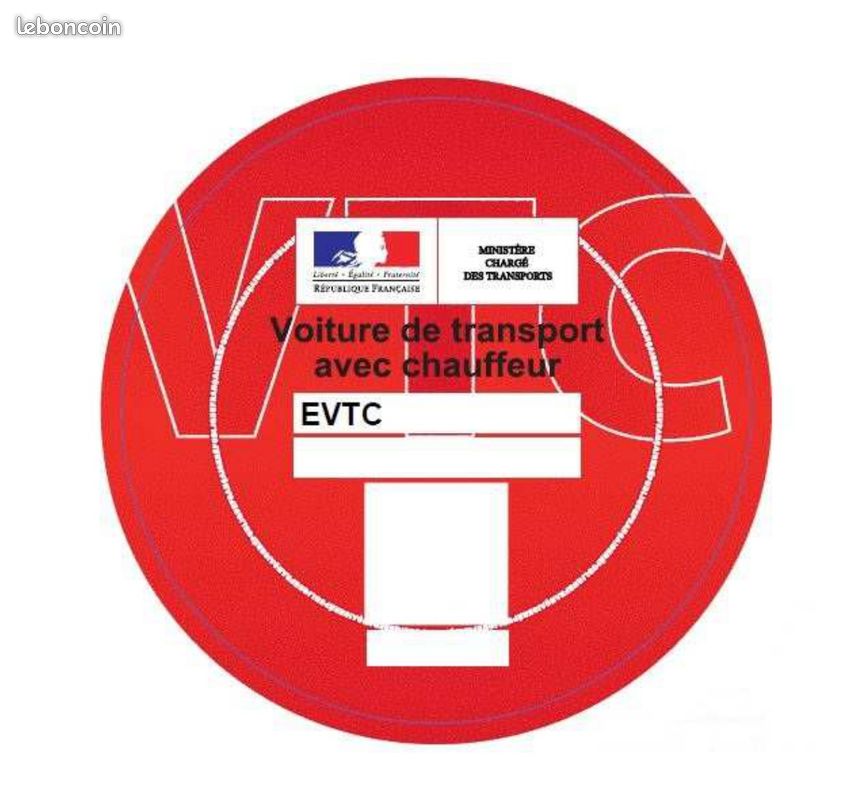 leboncoin
VTC
Liberté • Égalité • Fraternité
RÉPUBLIQUE FRANÇAISE
MINISTÈRE
CHARGÉ
DES TRANSPORTS
Voiture de transport
avec chauffeur
EVTC